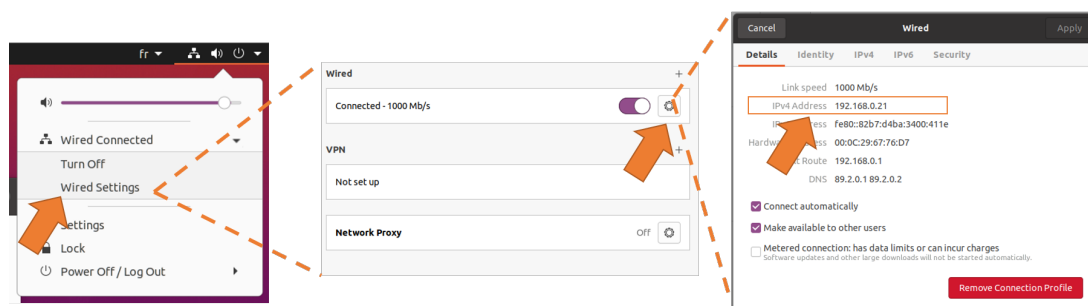 fr
Wired Connected
Turn Off
Wired Settings
Settings
Lock
Power Off / Log Out
Wired
+
Connected - 1000 Mb/s
VPN
+
Not set up
Network Proxy
Off
Cancel
Wired
Apply
Details Identity IPv4 IPv6 Security
Link speed 1000 Mb/s
IPv4 Address 192.168.0.21
fe80::82b7:d4ba:3400:411e
00:0C:29:67:76:D7
Route 192.168.0.1
DNS 89.2.0.1 89.2.0.2
Connect automatically
Make available to other users
Metered connection: has data limits or can incur charges
Software updates and other large downloads will not be started automatically.
Remove Connection Profile